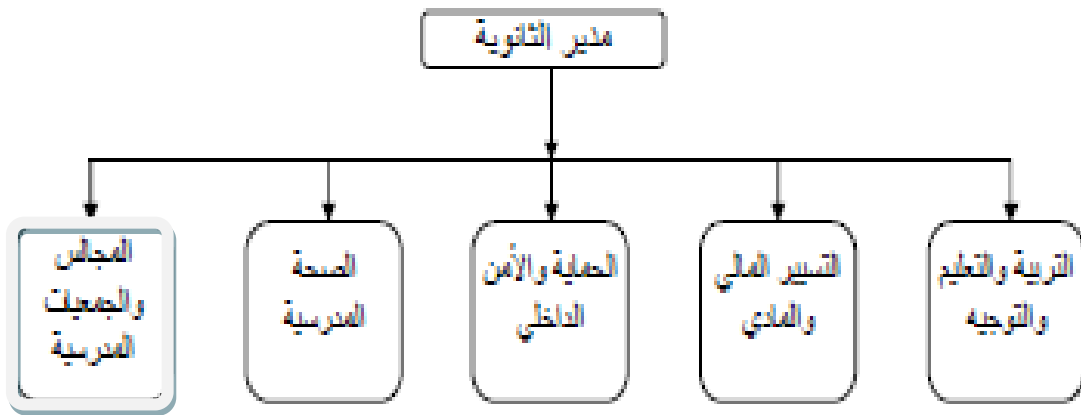 مدير الثانوية
التربية والتعليم
والتوجيه
التسيير المالي
والمادي
الحماية والأمن
الداخلي
الصحة
المدرسية
المجالس
والجمعيات
المدرسية